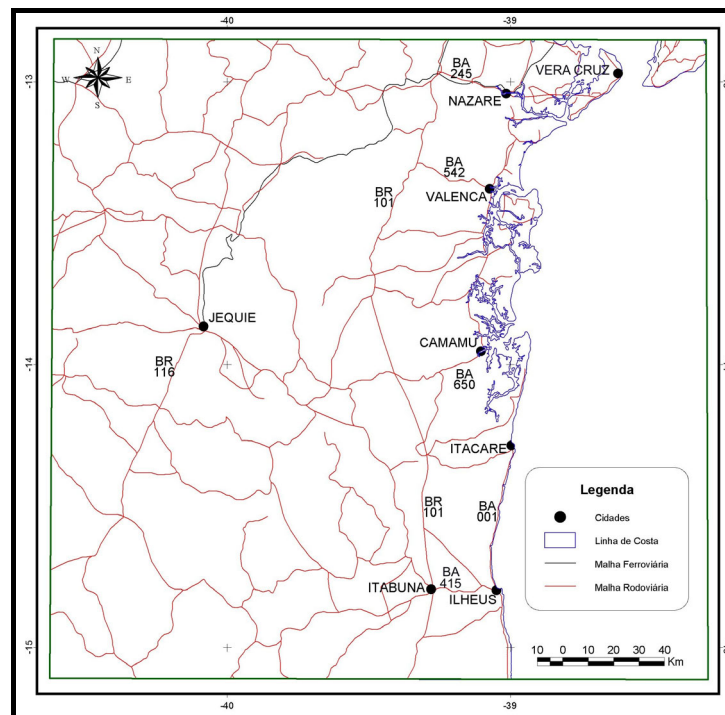 -40
-39
N
W
E
S
-13
BA
245
VERA CRUZ
NAZARE
BA
542
BR
101
VALENCA
JEQUIE
CAMAMU
-14
-14
BR
116
BA
650
ITACARE
BR
101
BA
001
Legenda
Cidades
Linha de Costa
Malha Ferroviária
Malha Rodoviária
BA
415
ITABUNA
ILHEUS
-15
10 0 10 20 30 40
Km
-40
-39